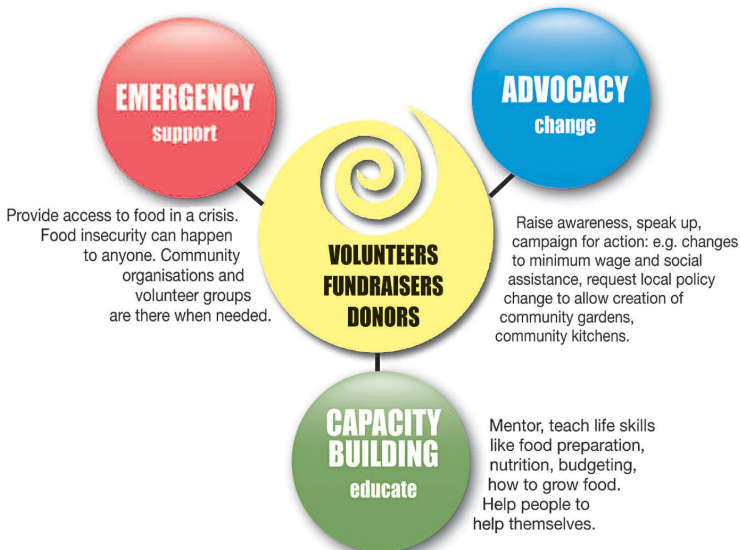 EMERGENCY
support
ADVOCACY
change
VOLUNTEERS
FUNDRAISERS
DONORS
Provide access to food in a crisis.
Food insecurity can happen
to anyone. Community
organisations and
volunteer groups
are there when needed.
Raise awareness, speak up,
campaign for action: e.g. changes
to minimum wage and social
assistance, request local policy
change to allow creation of
community gardens,
community kitchens.
CAPACITY
BUILDING
educate
Mentor, teach life skills
like food preparation,
nutrition, budgeting,
how to grow food.
Help people to
help themselves.